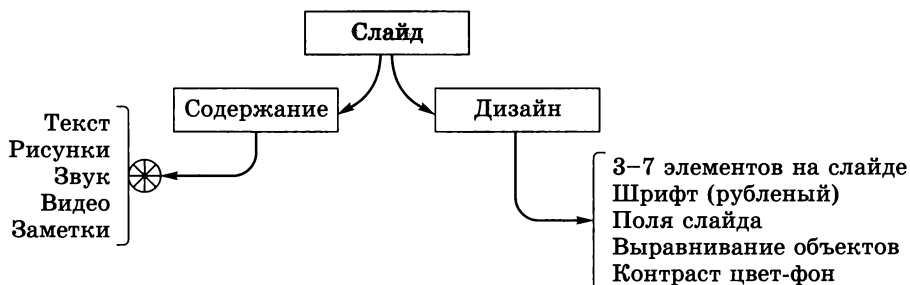 Слайд
Содержание
Дизайн
Текст
Рисунки
Звук
Видео
Заметки
3–7 элементов на слайде
Шрифт (рубленый)
Поля слайда
Выравнивание объектов
Контраст цвет-фон